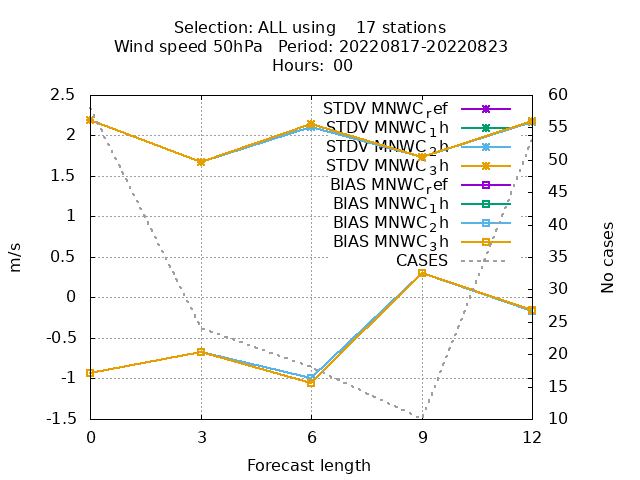 Selection: ALL using    17 stations
Wind speed 50hPa   Period: 20220817-20220823
Hours:  00
2.5
2
1.5
1
0.5
0
-0.5
-1
-1.5
m/s
60
55
50
45
40
35
30
25
20
15
10
No cases
STDV MNWC_ref
STDV MNWC_1h
STDV MNWC_2h
STDV MNWC_3h
BIAS MNWC_ref
BIAS MNWC_1h
BIAS MNWC_2h
BIAS MNWC_3h
CASES
0 3 6 9 12
Forecast length